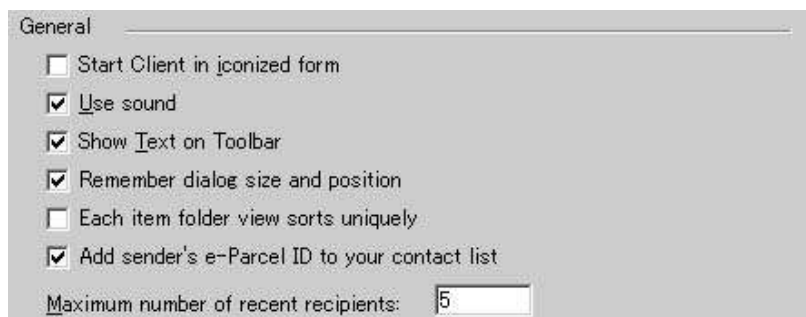 General
Start Client in iconized form
Use sound
Show Text on Toolbar
Remember dialog size and position
Each item folder view sorts uniquely
Add sender's e-Parcel ID to your contact list
Maximum number of recent recipients: 5